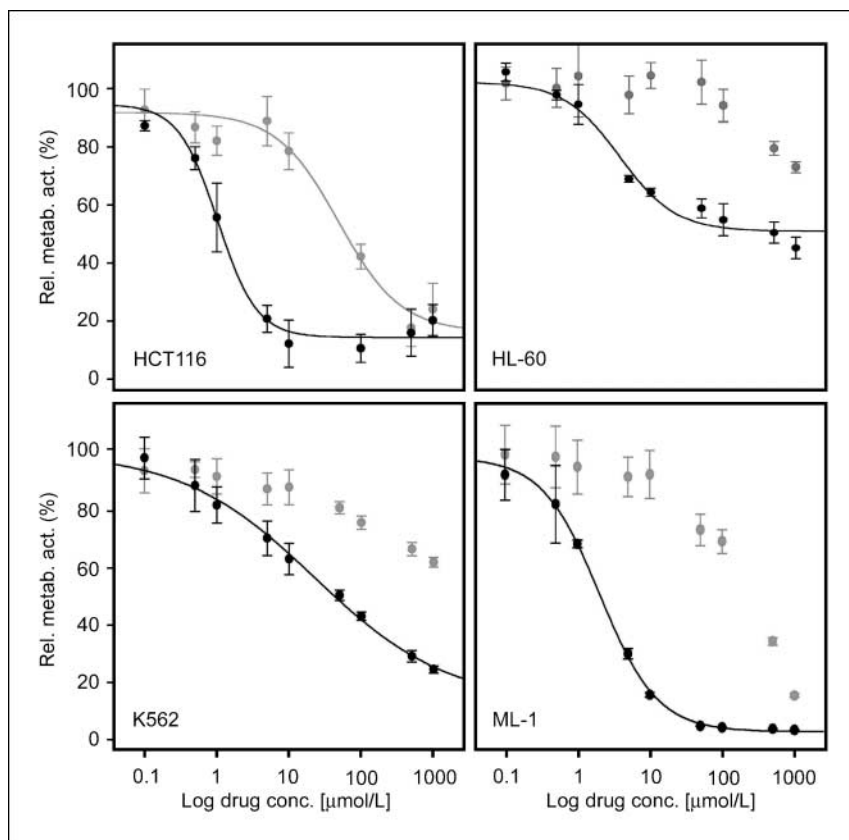 Rel. metab. act. (%)
100
80
60
40
20
0
HCT116
HL-60
Rel. metab. act. (%)
100
80
60
40
20
0
K562
ML-1
0.1 1 10 100 1000
0.1 1 10 100 1000
Log drug conc. [µmol/L]
Log drug conc. [µmol/L]